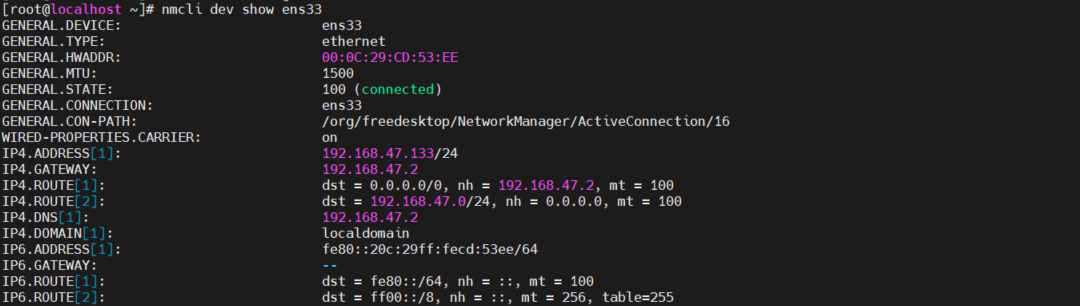 [root@localhost ~]# nmcli dev show ens33
GENERAL.DEVICE: ens33
GENERAL.TYPE: ethernet
GENERAL.HWADDR: 00:0C:29:CD:53:EE
GENERAL.MTU: 1500
GENERAL.STATE: 100 (connected)
GENERAL.CONNECTION: ens33
GENERAL.CON-PATH: /org/freedesktop/NetworkManager/ActiveConnection/16
WIRED-PROPERTIES.CARRIER: on
IP4.ADDRESS[1]: 192.168.47.133/24
IP4.GATEWAY: 192.168.47.2
IP4.ROUTE[1]: dst = 0.0.0.0/0, nh = 192.168.47.2, mt = 100
IP4.ROUTE[2]: dst = 192.168.47.0/24, nh = 0.0.0.0, mt = 100
IP4.DNS[1]: 192.168.47.2
IP4.DOMAIN[1]: localdomain
IP6.ADDRESS[1]: fe80::20c:29ff:fecd:53ee/64
IP6.GATEWAY: --
IP6.ROUTE[1]: dst = fe80::/64, nh = ::, mt = 100
IP6.ROUTE[2]: dst = ff00::/8, nh = ::, mt = 256, table=255